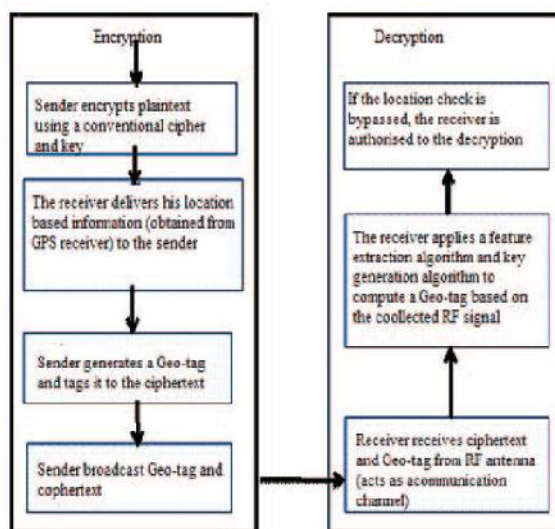 Encryption
Sender encrypts plaintext
using a conventional cipher
and key
The receiver delivers his location
based information (obtained from
GPS receiver) to the sender
Sender generates a Geo-tag
and tags it to the ciphertext
Sender broadcast Geo-tag and
cophertext
Decryption
If the location check is
bypassed, the receiver is
authorised to the decryption
The receiver applies a feature
extraction algorithm and key
generation algorithm to
compute a Geo-tag based on
the coollected RF signal
Receiver receives ciphertext
and Geo-tag from RF antenna
(acts as acommunication
channel)